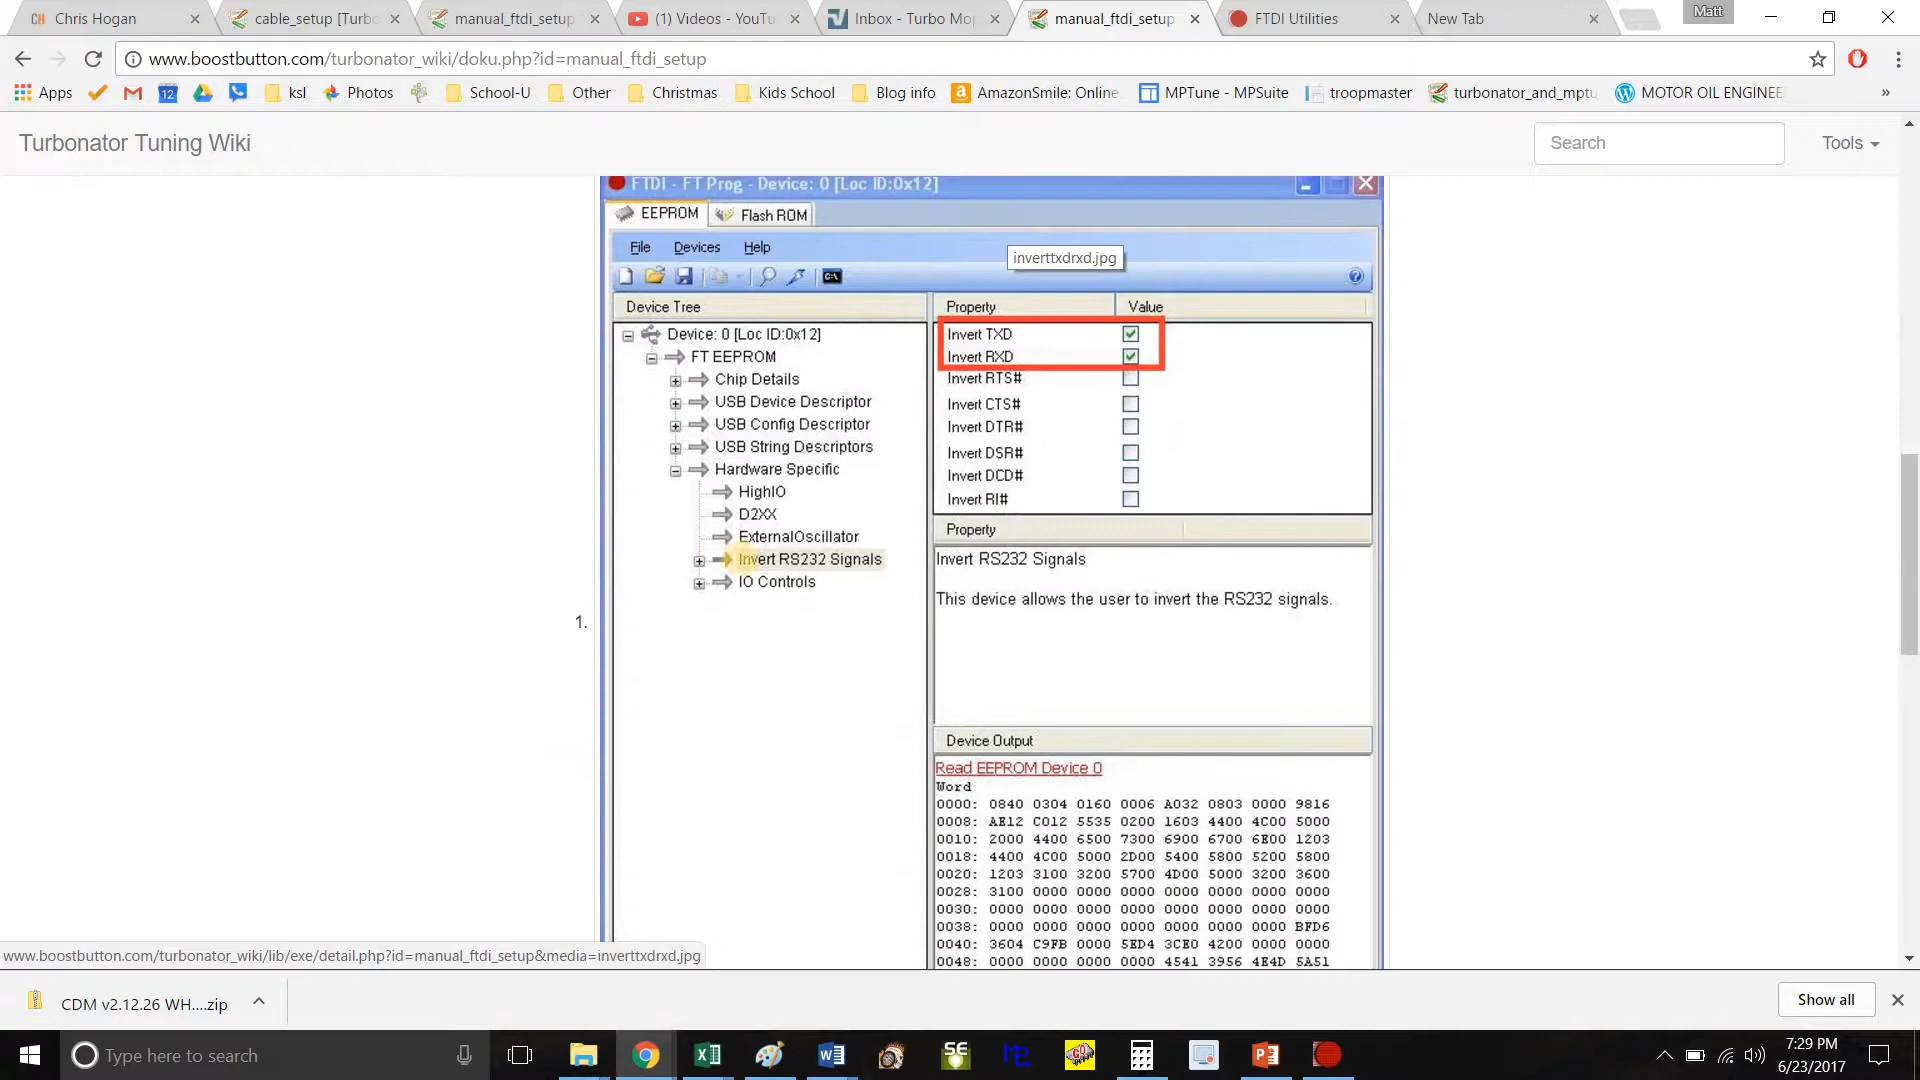 Chris Hogan
cable_setup [Turbo
manual_ftdi_setup
(1) Videos - YouTu
Inbox - Turbo Mop
manual_ftdi_setup
FTDI Utilities
New Tab
Matt
www.boostbutton.com/turbonator_wiki/doku.php?id=manual_ftdi_setup
Apps
12
ksl
Photos
School-U
Other
Christmas
Kids School
Blog info
AmazonSmile: Online
MPTune - MPSuite
troopmaster
turbonator_and_mptu
MOTOR OIL ENGINEE
»
Turbonator Tuning Wiki
Search
Tools
FTDI - FT Prog - Device: 0 [Loc ID:0x12]
EEPROM
Flash ROM
File Devices Help
inverttxdrxd.jpg
C:\
Device Tree
Property Value
Device: 0 [Loc ID:0x12]
FT EEPROM
Chip Details
USB Device Descriptor
USB Config Descriptor
USB String Descriptors
Hardware Specific
HighIO
D2XX
ExternalOscillator
Invert RS232 Signals
IO Controls
Invert TXD
Invert RXD
Invert RTS#
Invert CTS#
Invert DTR#
Invert DSR#
Invert DCD#
Invert RI#
Property
Invert RS232 Signals
This device allows the user to invert the RS232 signals.
1.
Device Output
Read EEPROM Device 0
Word
0000: 0840 0304 0160 0006 A032 0803 0000 9816
0008: AE12 C012 5535 0200 1603 4400 4C00 5000
0010: 2000 4400 6500 7300 6900 6700 6E00 1203
0018: 4400 4C00 5000 2D00 5400 5800 5200 5800
0020: 1203 3100 3200 5700 4D00 5000 3200 3600
0028: 3100 0000 0000 0000 0000 0000 0000 0000
0030: 0000 0000 0000 0000 0000 0000 0000 0000
0038: 0000 0000 0000 0000 0000 0000 0000 BFD6
0040: 3604 C9FB 0000 5ED4 3CE0 4200 0000 0000
0048: 0000 0000 0000 0000 4541 3956 4E4D 5A51
www.boostbutton.com/turbonator_wiki/lib/exe/detail.php?id=manual_ftdi_setup&media=inverttxdrxd.jpg
CDM v2.12.26 WH....zip
Show all
Type here to search
SE
7:29 PM
6/23/2017